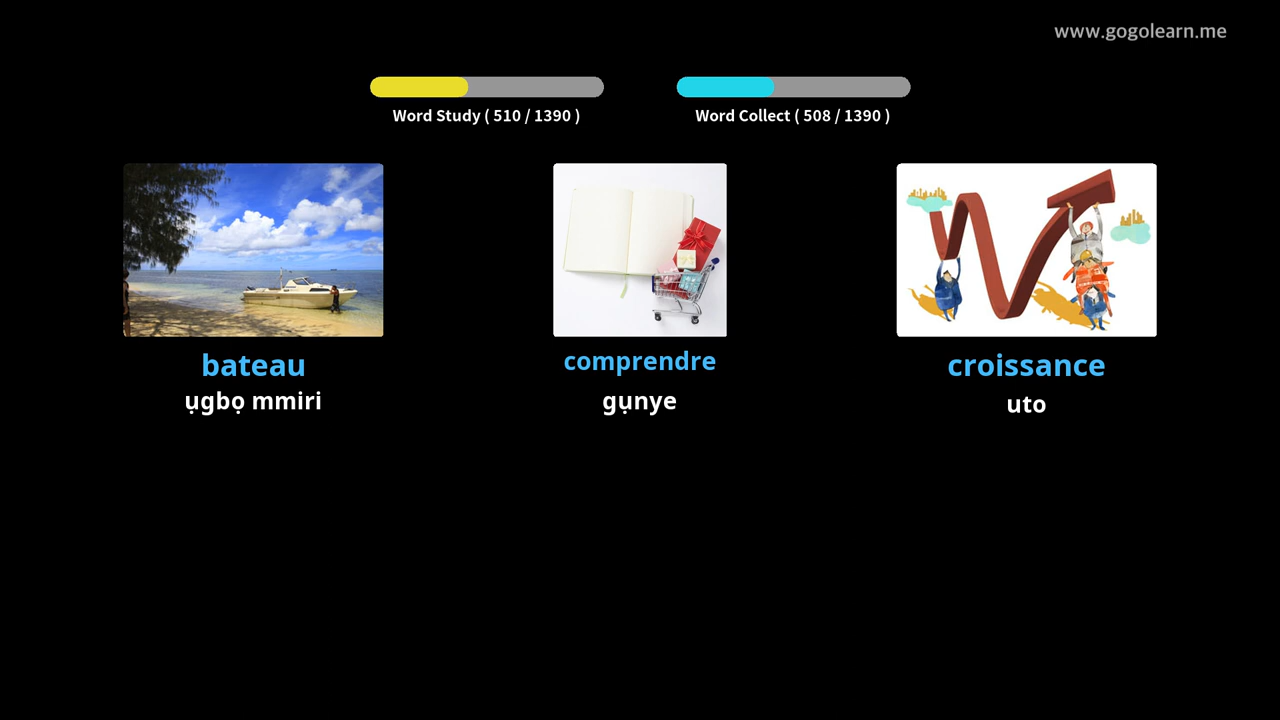 www.gogolearn.me
Word Study ( 510 / 1390 )
Word Collect ( 508 / 1390 )
bateau
ụgbọ mmiri
comprendre
gụnye
croissance
uto